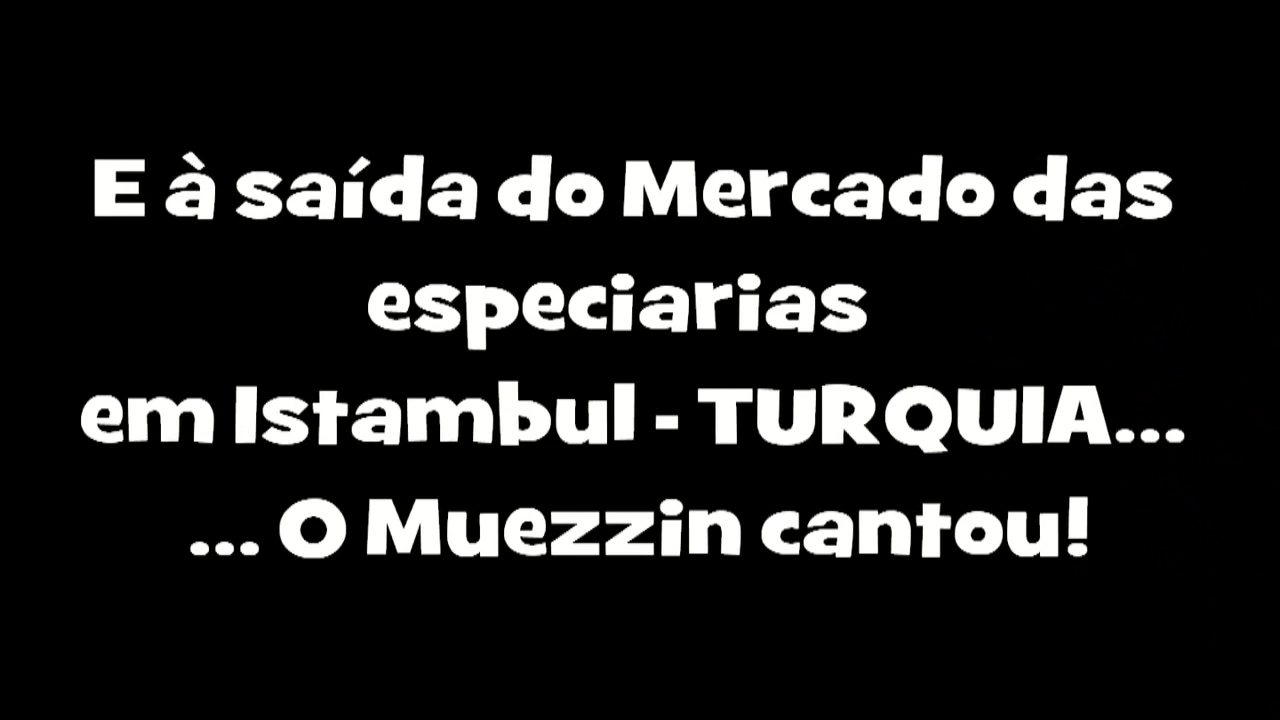 E à saída do Mercado das
especiarias
em Istambul - TURQUIA...
... O Muezzin cantou!